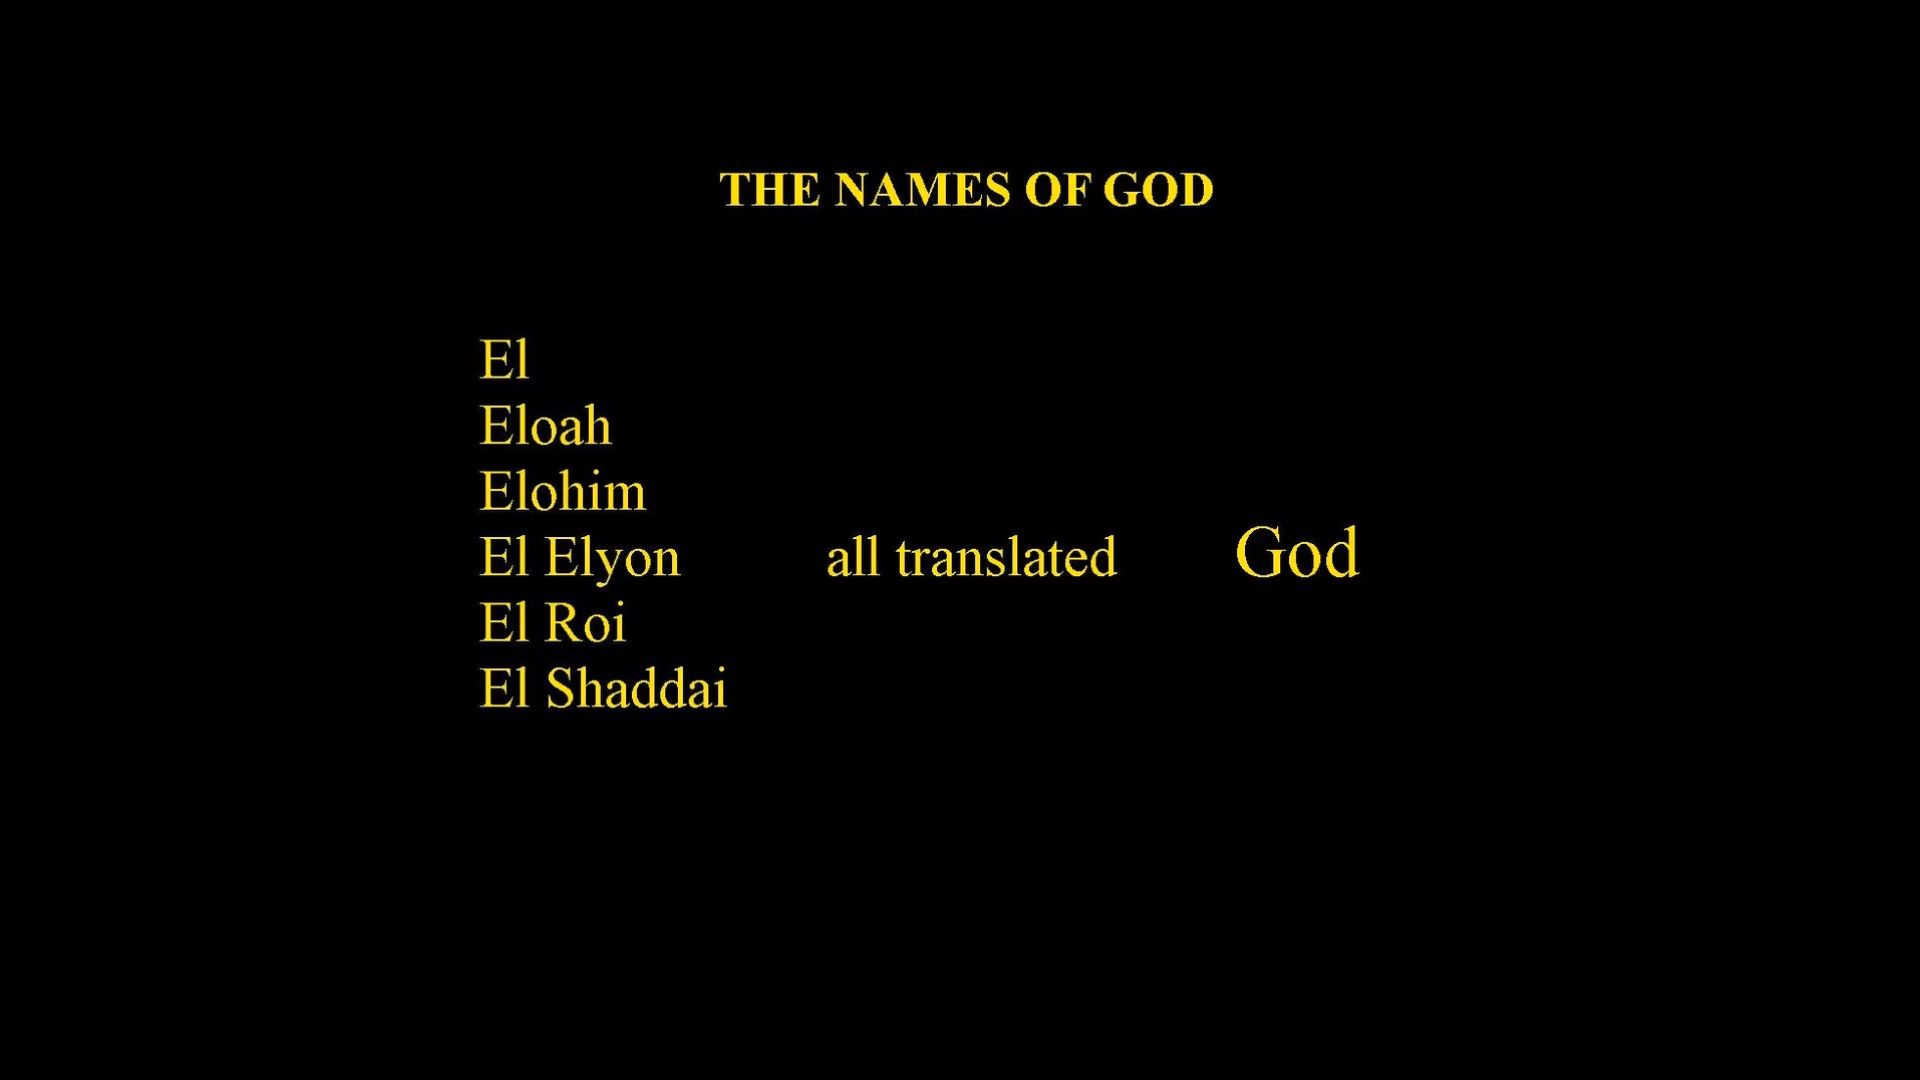 THE NAMES OF GOD
El
Eloah
Elohim
El Elyon all translated God
El Roi
El Shaddai